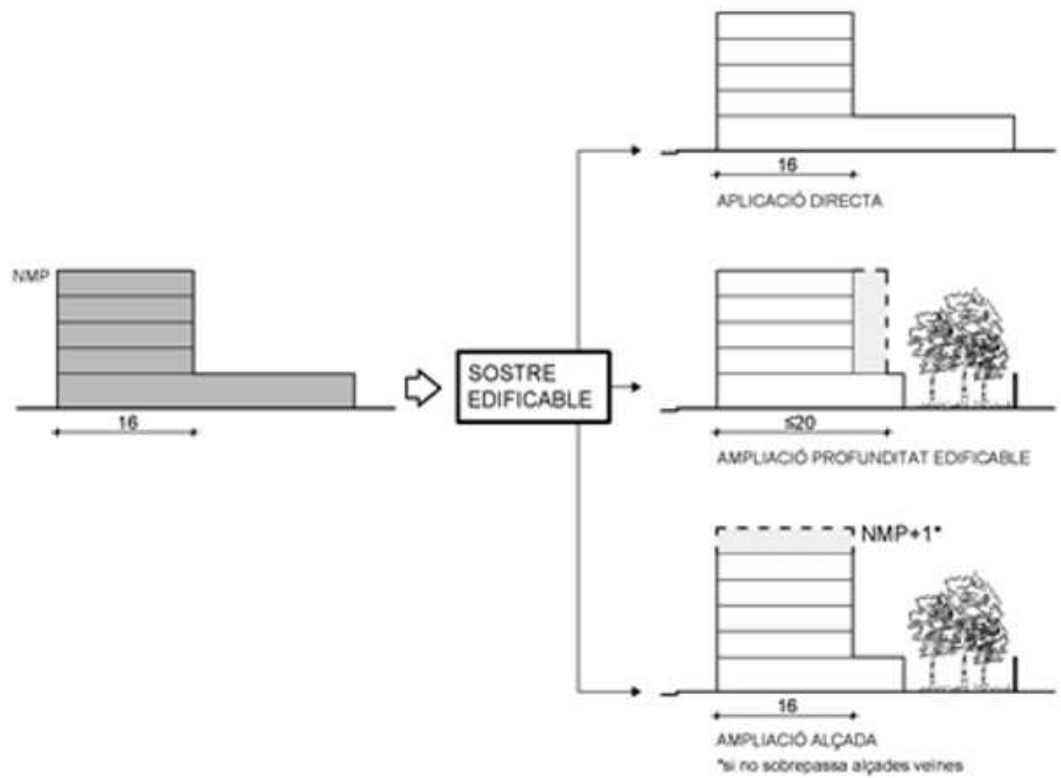 16
APLICACIÓ DIRECTA
NMP
16
SOSTRE
EDIFICABLE
≤20
AMPLIACIÓ PROFUNDITAT EDIFICABLE
NMP+1*
16
AMPLIACIÓ ALÇADA
*si no sobrepassa alçades veïnes